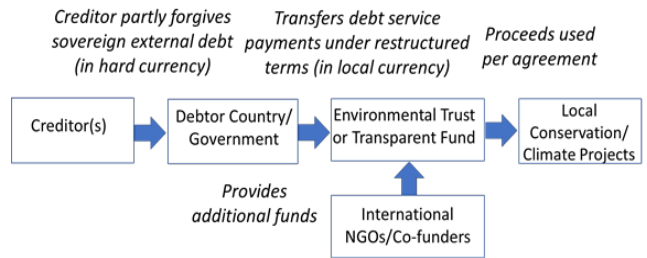 Creditor partly forgives
sovereign external debt
(in hard currency)
Transfers debt service
payments under restructured
terms (in local currency)
Proceeds used
per agreement
Creditor(s)
Debtor Country/
Government
Environmental Trust
or Transparent Fund
Local
Conservation/
Climate Projects
Provides
additional funds
International
NGOs/Co-funders